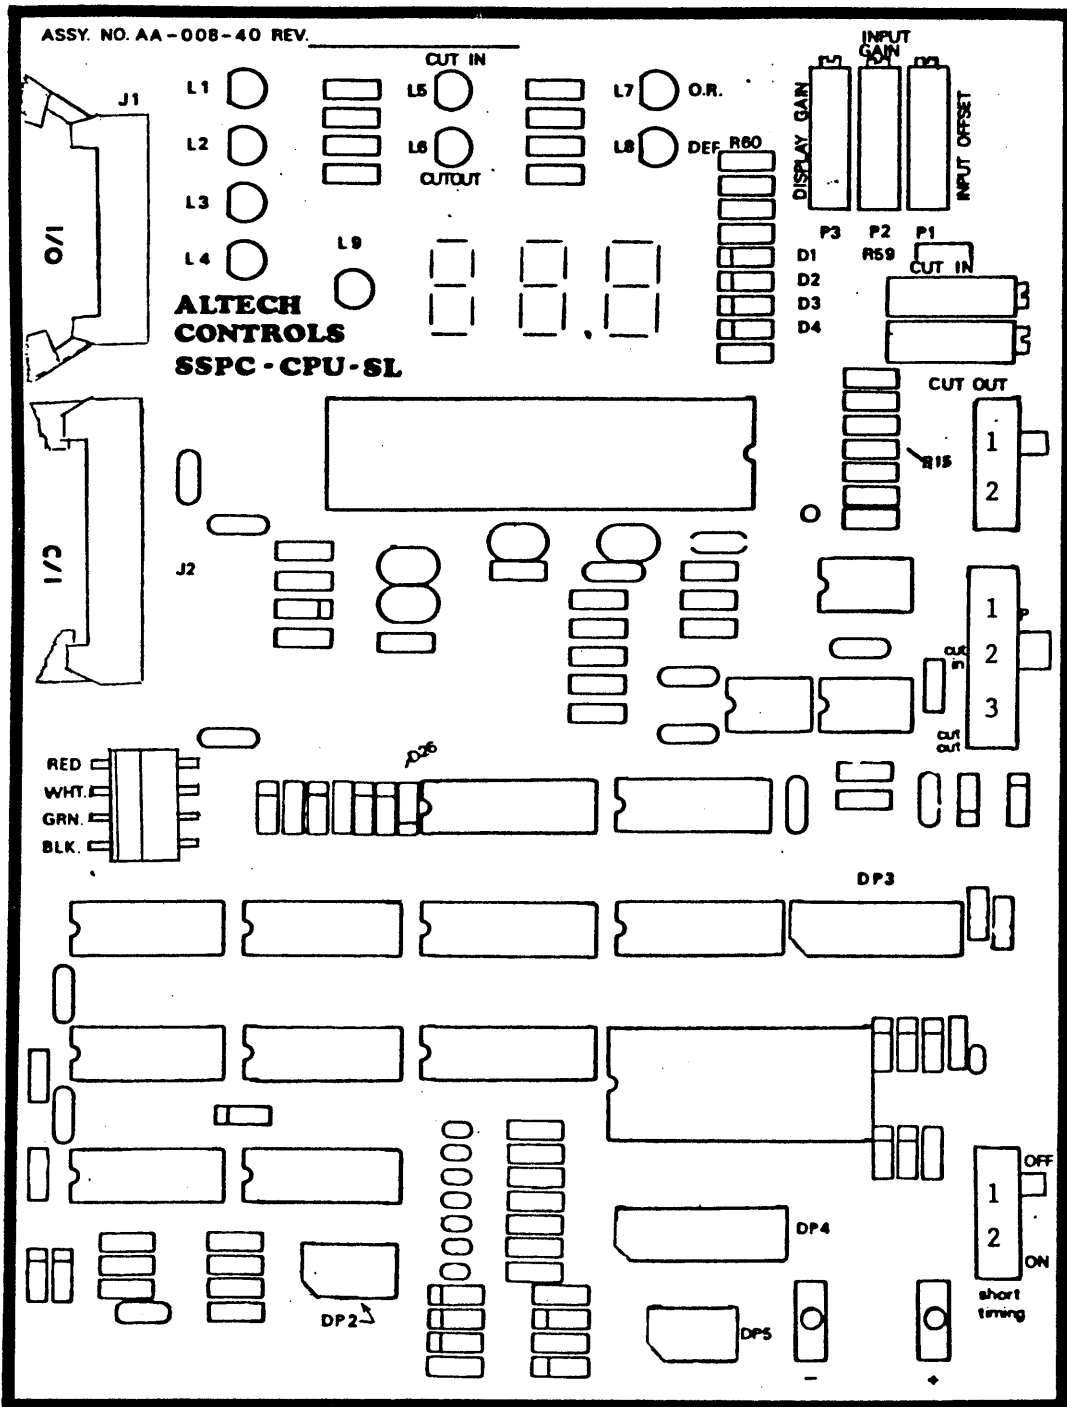 ASSY. NO. AA-008-40 REV.
CUT IN
INPUT GAIN
L1
L5
L7
O.R.
J1
DISPLAY GAIN
INPUT OFFSET
L2
L6
L8
DEF.
R60
CUTOUT
L3
P3
P2
P1
I/O
L4
L9
D1
R59
CUT IN
D2
D3
D4
ALTECH
CONTROLS
SSPC-CPU-SL
CUT OUT
1
R15
2
C/I
J2
1
P
2
cut in
3
cut out
D26
RED
WHT.
GRN.
BLK.
DP3
OFF
1
DP4
2
ON
DP2
short
timing
DP5
-
+